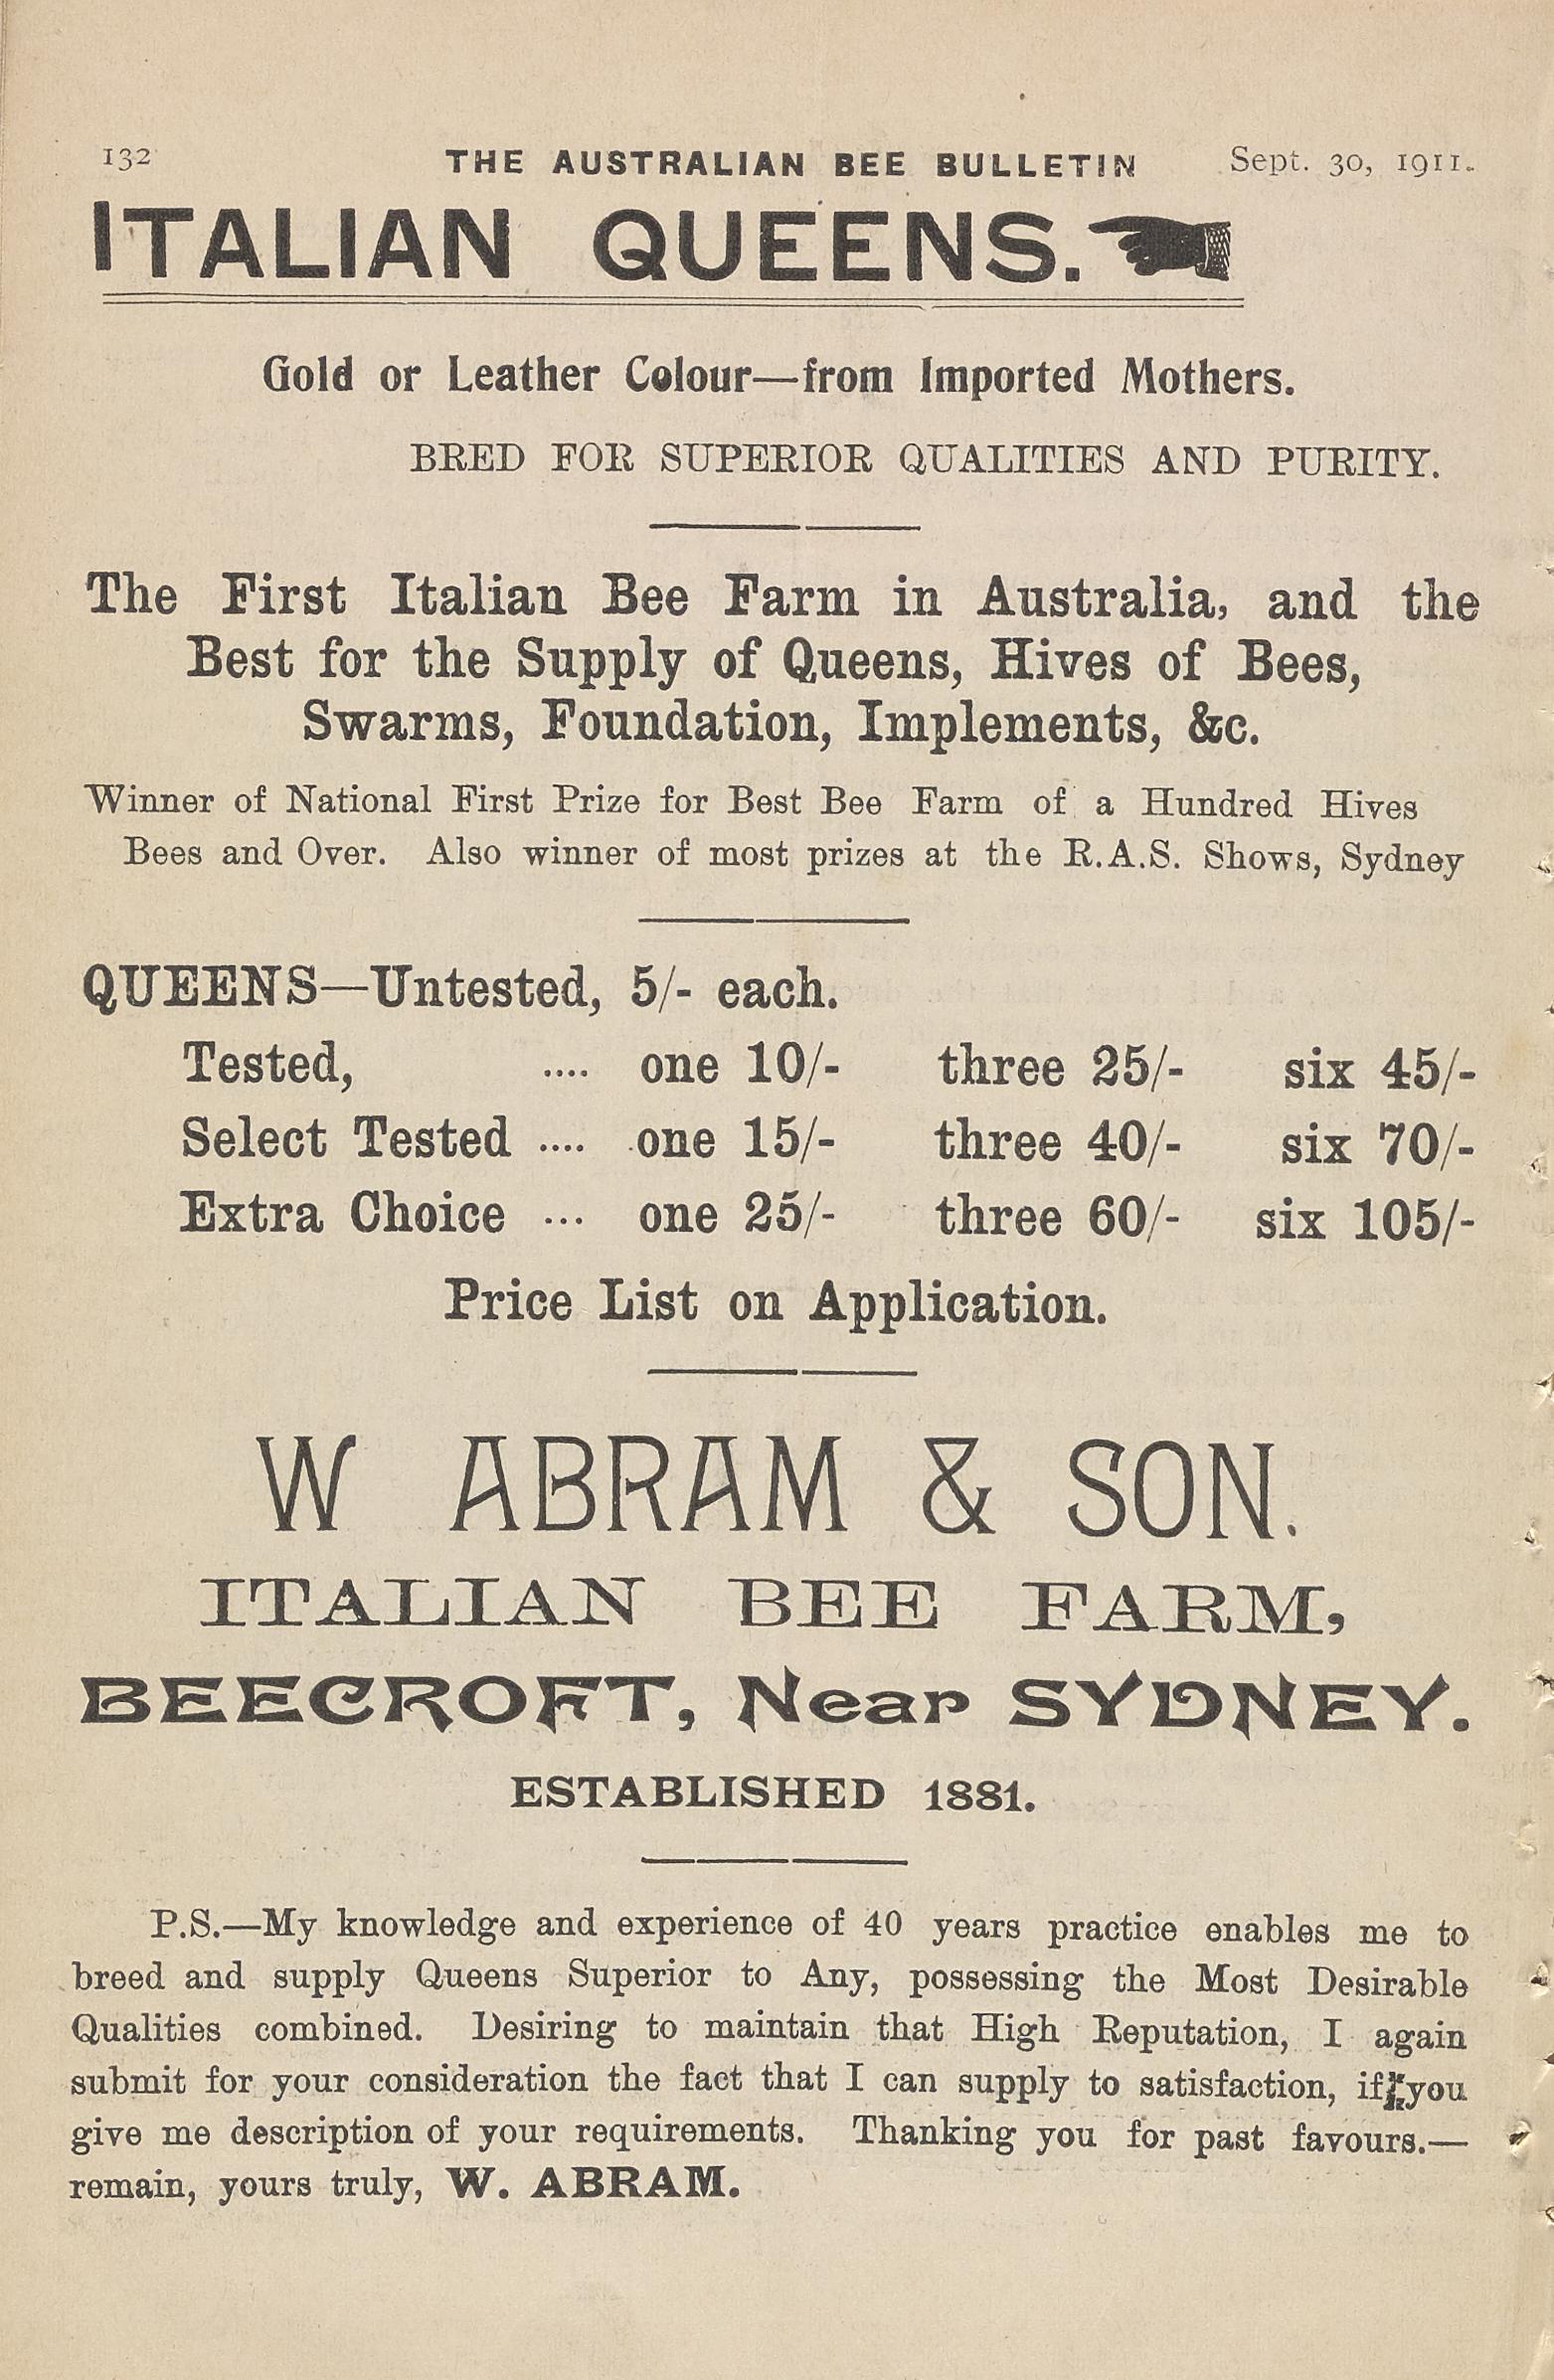 132 THE AUSTRALIAN BEE BULLETIN Sept. 30, 1911.
ITALIAN QUEENS.
Gold or Leather Colour—from Imported Mothers.
BRED FOR SUPERIOR QUALITIES AND PURITY.
The First Italian Bee Farm in Australia, and the
Best for the Supply of Queens, Hives of Bees,
Swarms, Foundation, Implements, &c.
Winner of National First Prize for Best Bee Farm of a Hundred Hives
Bees and Over. Also winner of most prizes at the R.A.S. Shows, Sydney
QUEENS—Untested, 5/- each.
Tested, .... one 10/- three 25/- six 45/-
Select Tested .... one 15/- three 40/- six 70/-
Extra Choice ... one 25/- three 60/- six 105/-
Price List on Application.
W ABRAM & SON.
ITALIAN BEE FARM,
BEECROFT, Near SYDNEY.
ESTABLISHED 1881.
P.S.—My knowledge and experience of 40 years practice enables me to
breed and supply Queens Superior to Any, possessing the Most Desirable
Qualities combined. Desiring to maintain that High Reputation, I again
submit for your consideration the fact that I can supply to satisfaction, if you
give me description of your requirements. Thanking you for past favours.—
remain, yours truly, W. ABRAM.